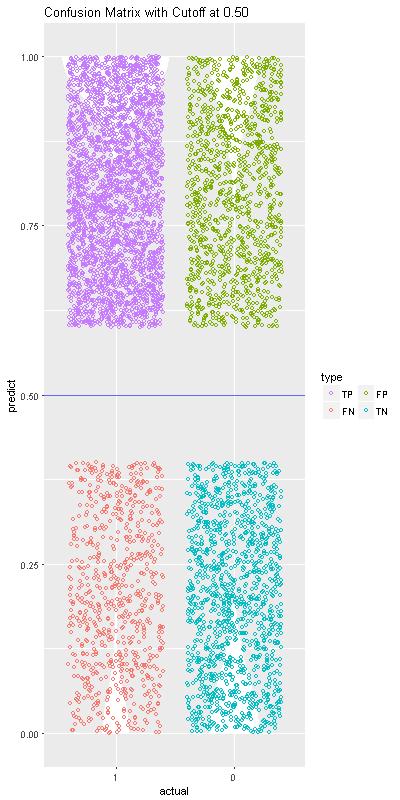 Confusion Matrix with Cutoff at 0.50
1.00
0.75
0.50
0.25
0.00
predict
1 0
actual
type
TP FP
FN TN